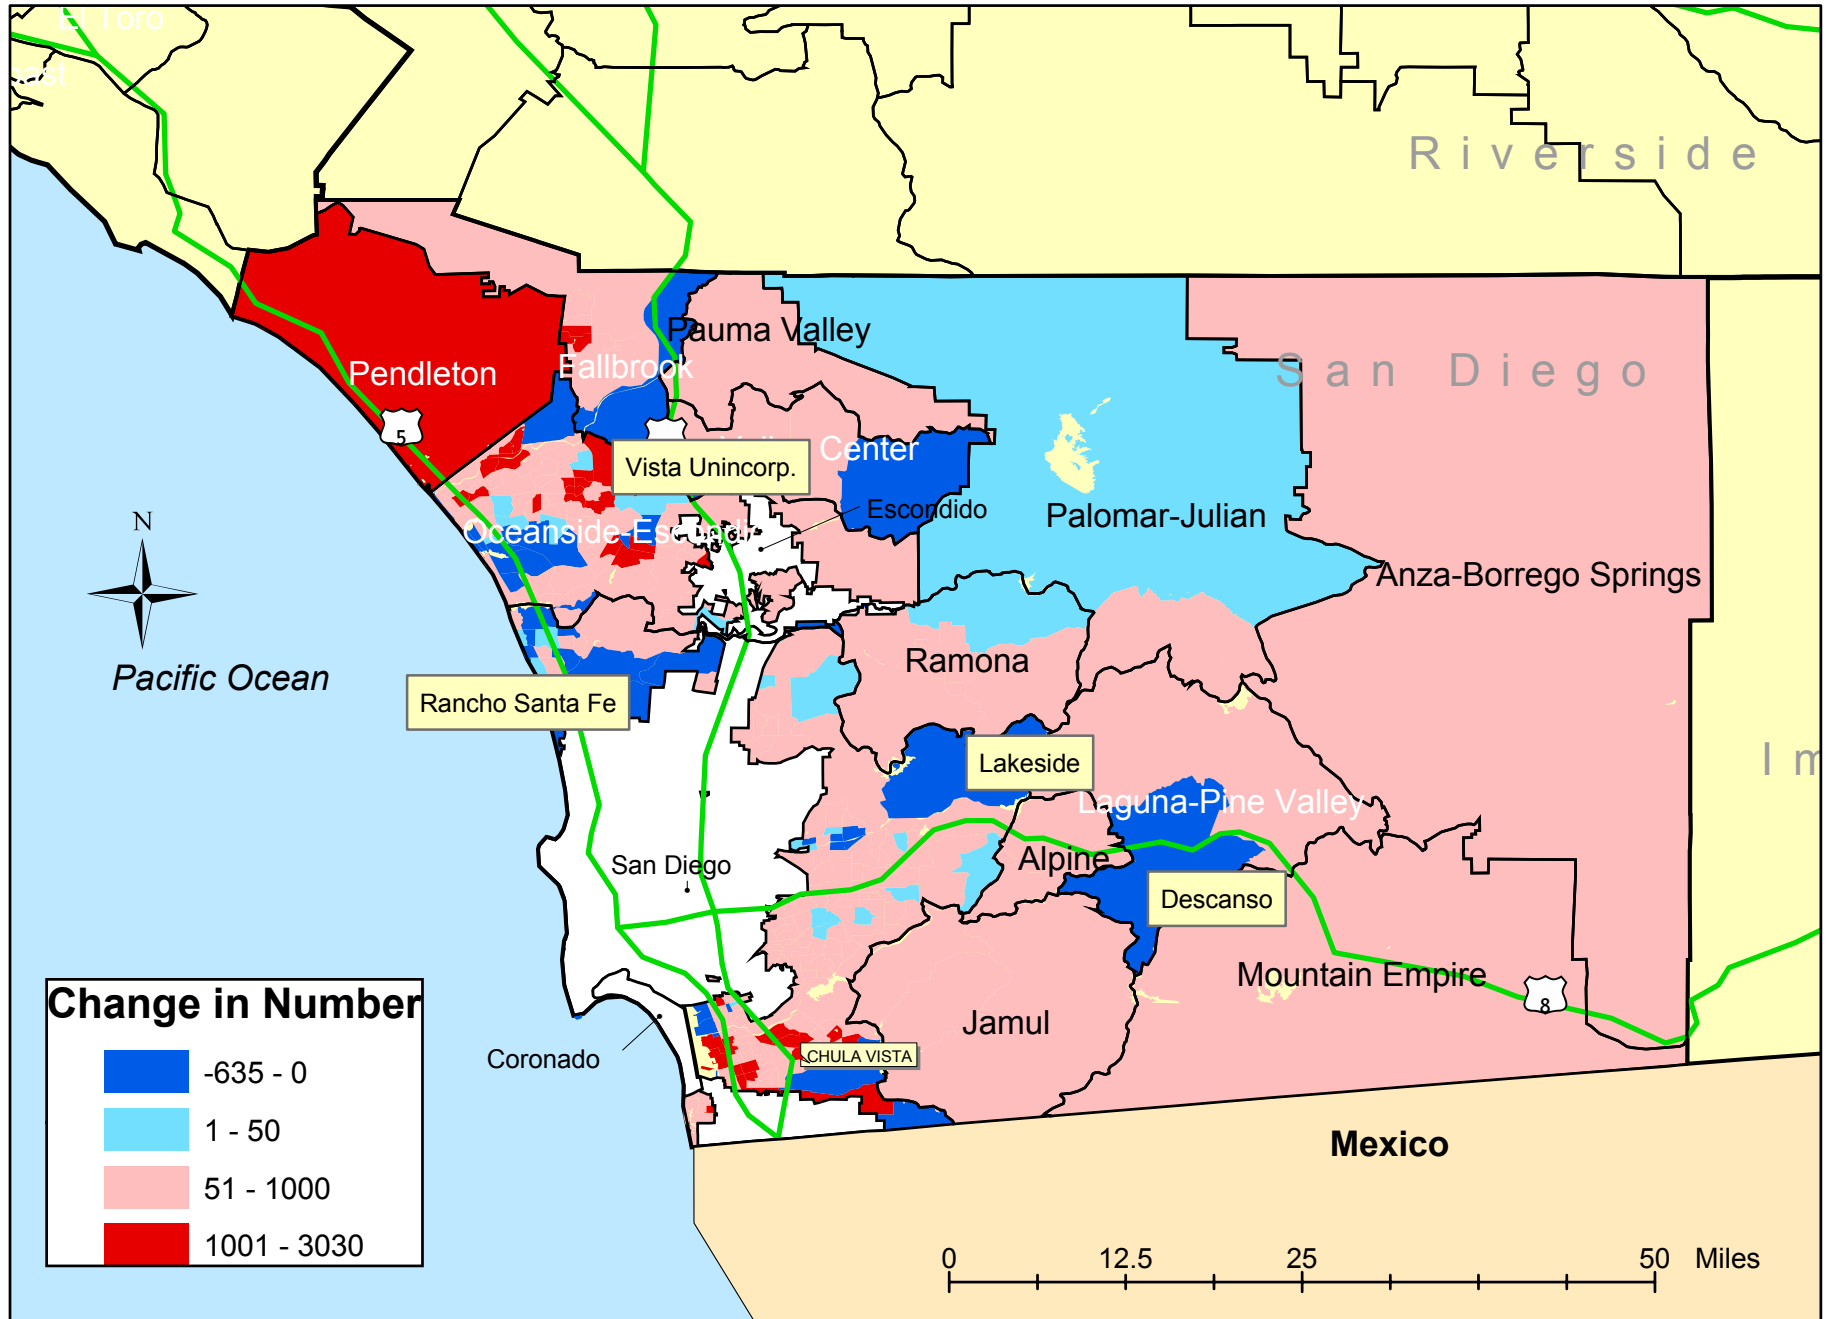 El Toro
Riverside
San Diego
Pauma Valley
Fallbrook
Pendleton
5
Center
Vista Unincorp.
Escondido
Palomar-Julian
N
Anza-Borrego Springs
Pacific Ocean
Ramona
Rancho Santa Fe
Lakeside
Laguna-Pine Valley
San Diego
Alpine
Descanso
Mountain Empire
8
Jamul
Coronado
CHULA VISTA
Mexico
Change in Number
-635 - 0
1 - 50
51 - 1000
1001 - 3030
0 12.5 25 50 Miles